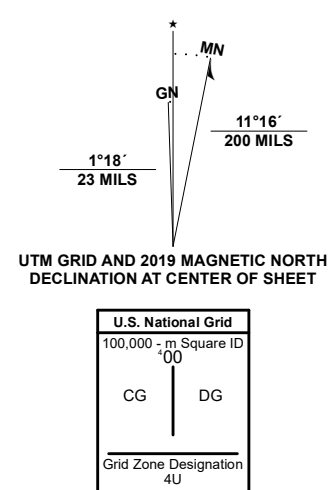 ★
MN
GN
11°16´
200 MILS
1°18´
23 MILS
UTM GRID AND 2019 MAGNETIC NORTH
DECLINATION AT CENTER OF SHEET
U.S. National Grid
100,000 - m Square ID
⁴00
CG DG
Grid Zone Designation
4U